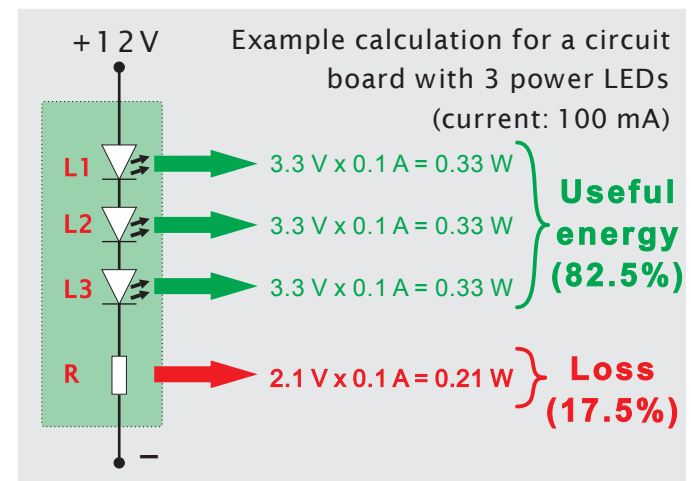 +12V
Example calculation for a circuit
board with 3 power LEDs
(current: 100 mA)
L1
3.3 V x 0.1 A = 0.33 W
L2
3.3 V x 0.1 A = 0.33 W
L3
3.3 V x 0.1 A = 0.33 W
Useful
energy
(82.5%)
R
2.1 V x 0.1 A = 0.21 W
Loss
(17.5%)
–